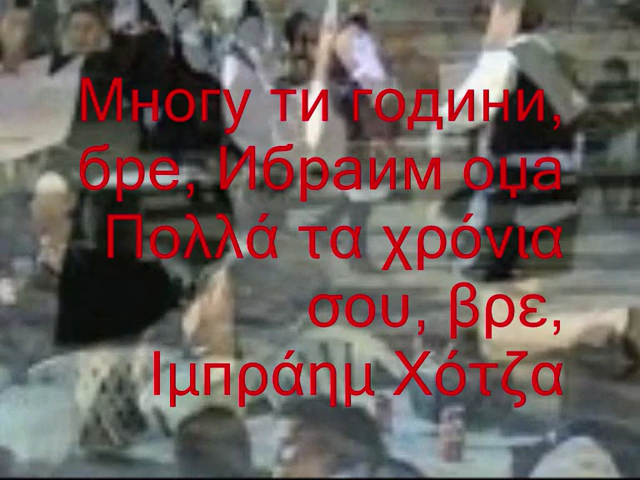 Многу ти години,
бре, Ибраим оџа
Πολλά τα χρόνια
σου, βρε,
Ιμπράημ Χότζα